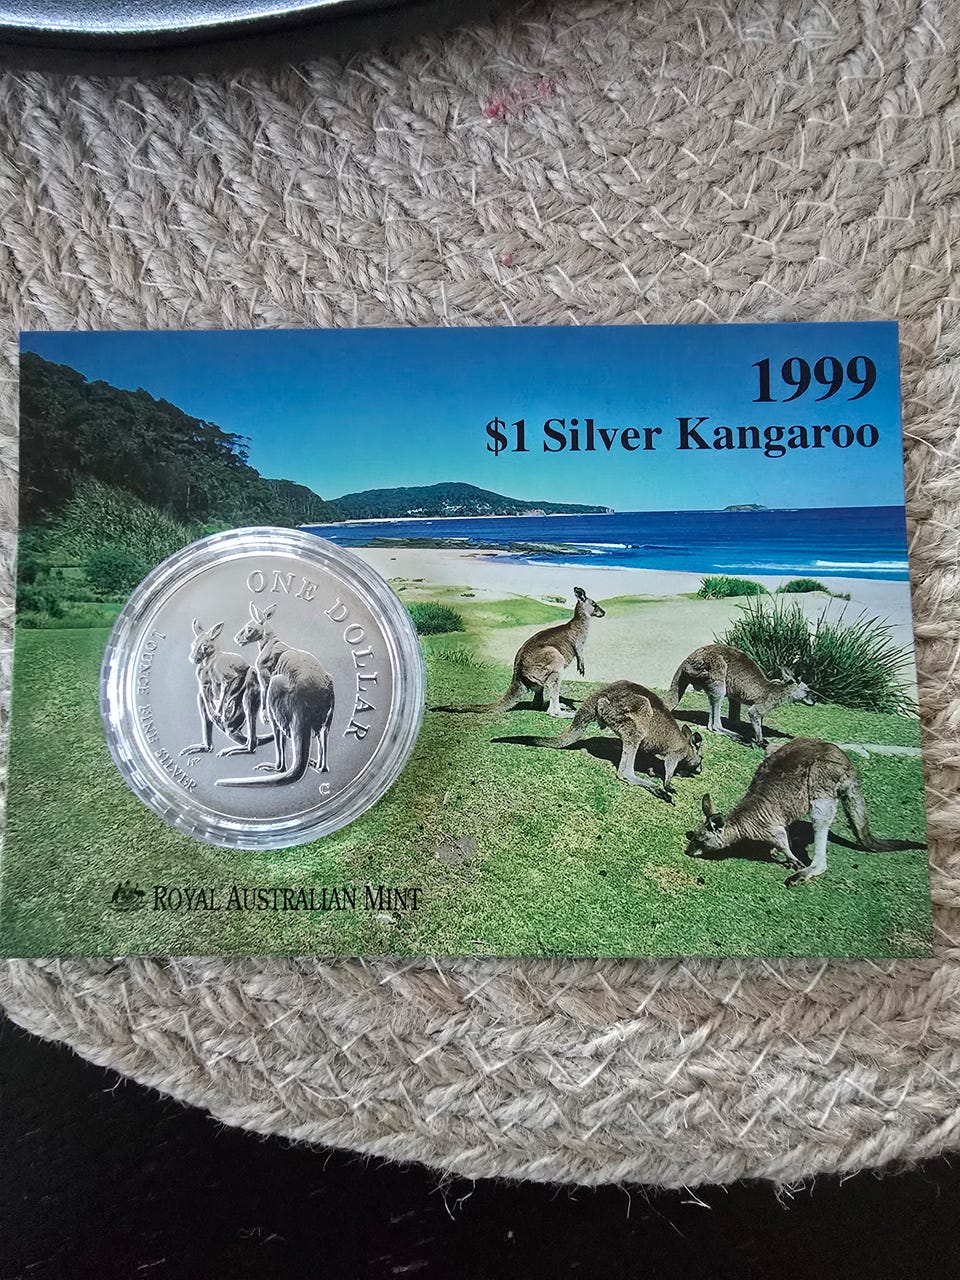 1999
$1 Silver Kangaroo
ONE DOLLAR
1 OUNCE FINE SILVER
C
ROYAL AUSTRALIAN MINT